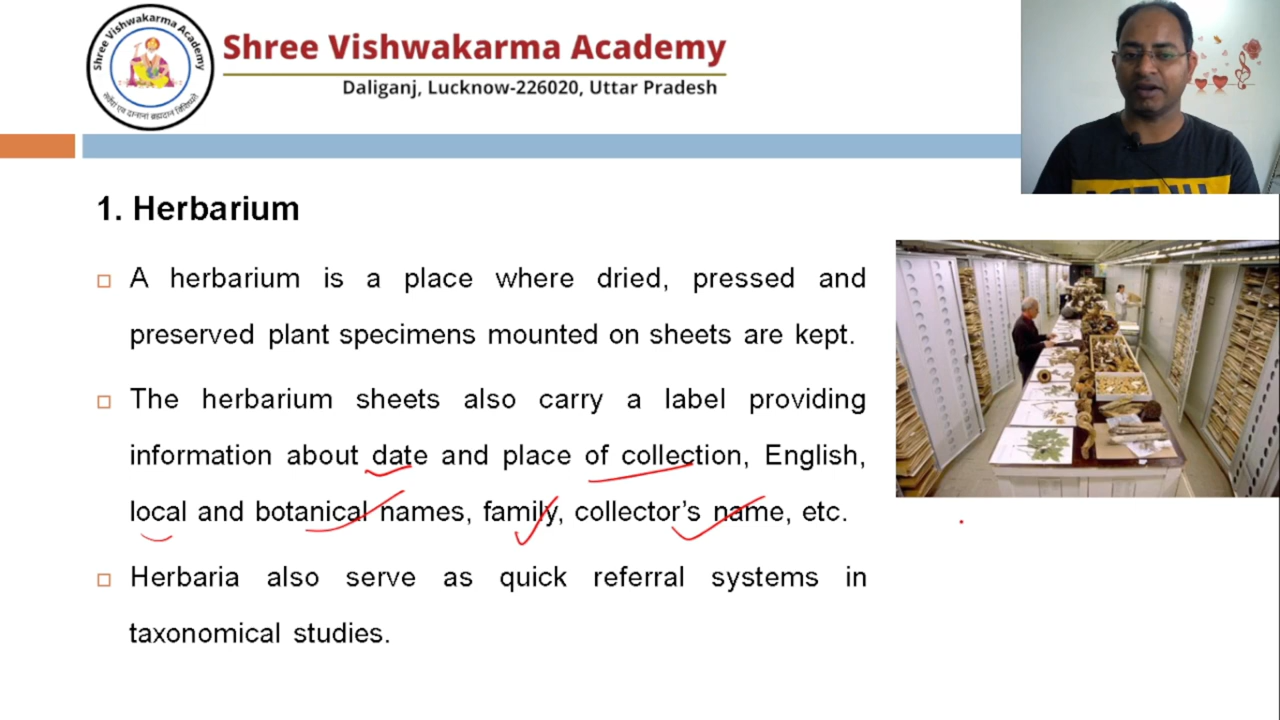 Shree Vishwakarma Academy
Shree Vishwakarma Academy
Daliganj, Lucknow-226020, Uttar Pradesh
1. Herbarium
A herbarium is a place where dried, pressed and
preserved plant specimens mounted on sheets are kept.
The herbarium sheets also carry a label providing
information about date and place of collection, English,
local and botanical names, family, collector's name, etc.
Herbaria also serve as quick referral systems in
taxonomical studies.